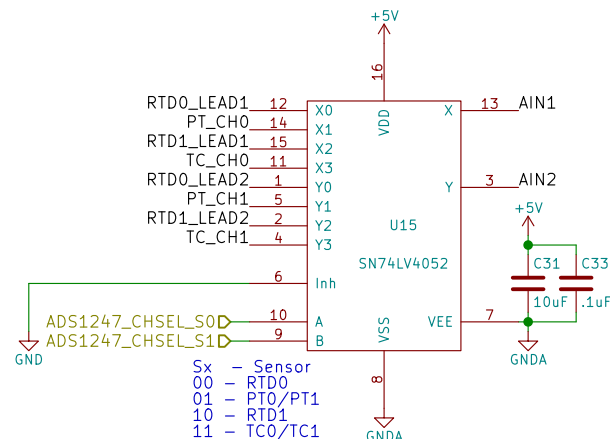 +5V
16
RTD0_LEAD1 12 X0 VDD X 13 AIN1
PT_CH0 14 X1
RTD1_LEAD1 15 X2
TC_CH0 11 X3
RTD0_LEAD2 1 Y0 Y 3 AIN2
PT_CH1 5 Y1
RTD1_LEAD2 2 Y2 U15 +5V
TC_CH1 4 Y3
SN74LV4052 C31 C33
6 Inh
10uF .1uF
ADS1247_CHSEL_S0 10 A VSS VEE 7
ADS1247_CHSEL_S1 9 B
GND GNDA
Sx - Sensor
00 - RTD0 8
01 - PT0/PT1
10 - RTD1
11 - TC0/TC1 GNDA